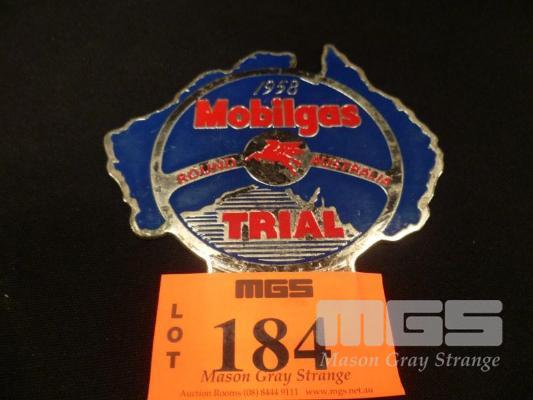 1958
Mobilgas
ROUND AUSTRALIA
TRIAL
MGS
LOT
184
Mason Gray Strange
Auction Rooms (08) 8444 9111 www.mgs.net.au
MGS
Mason Gray Strange